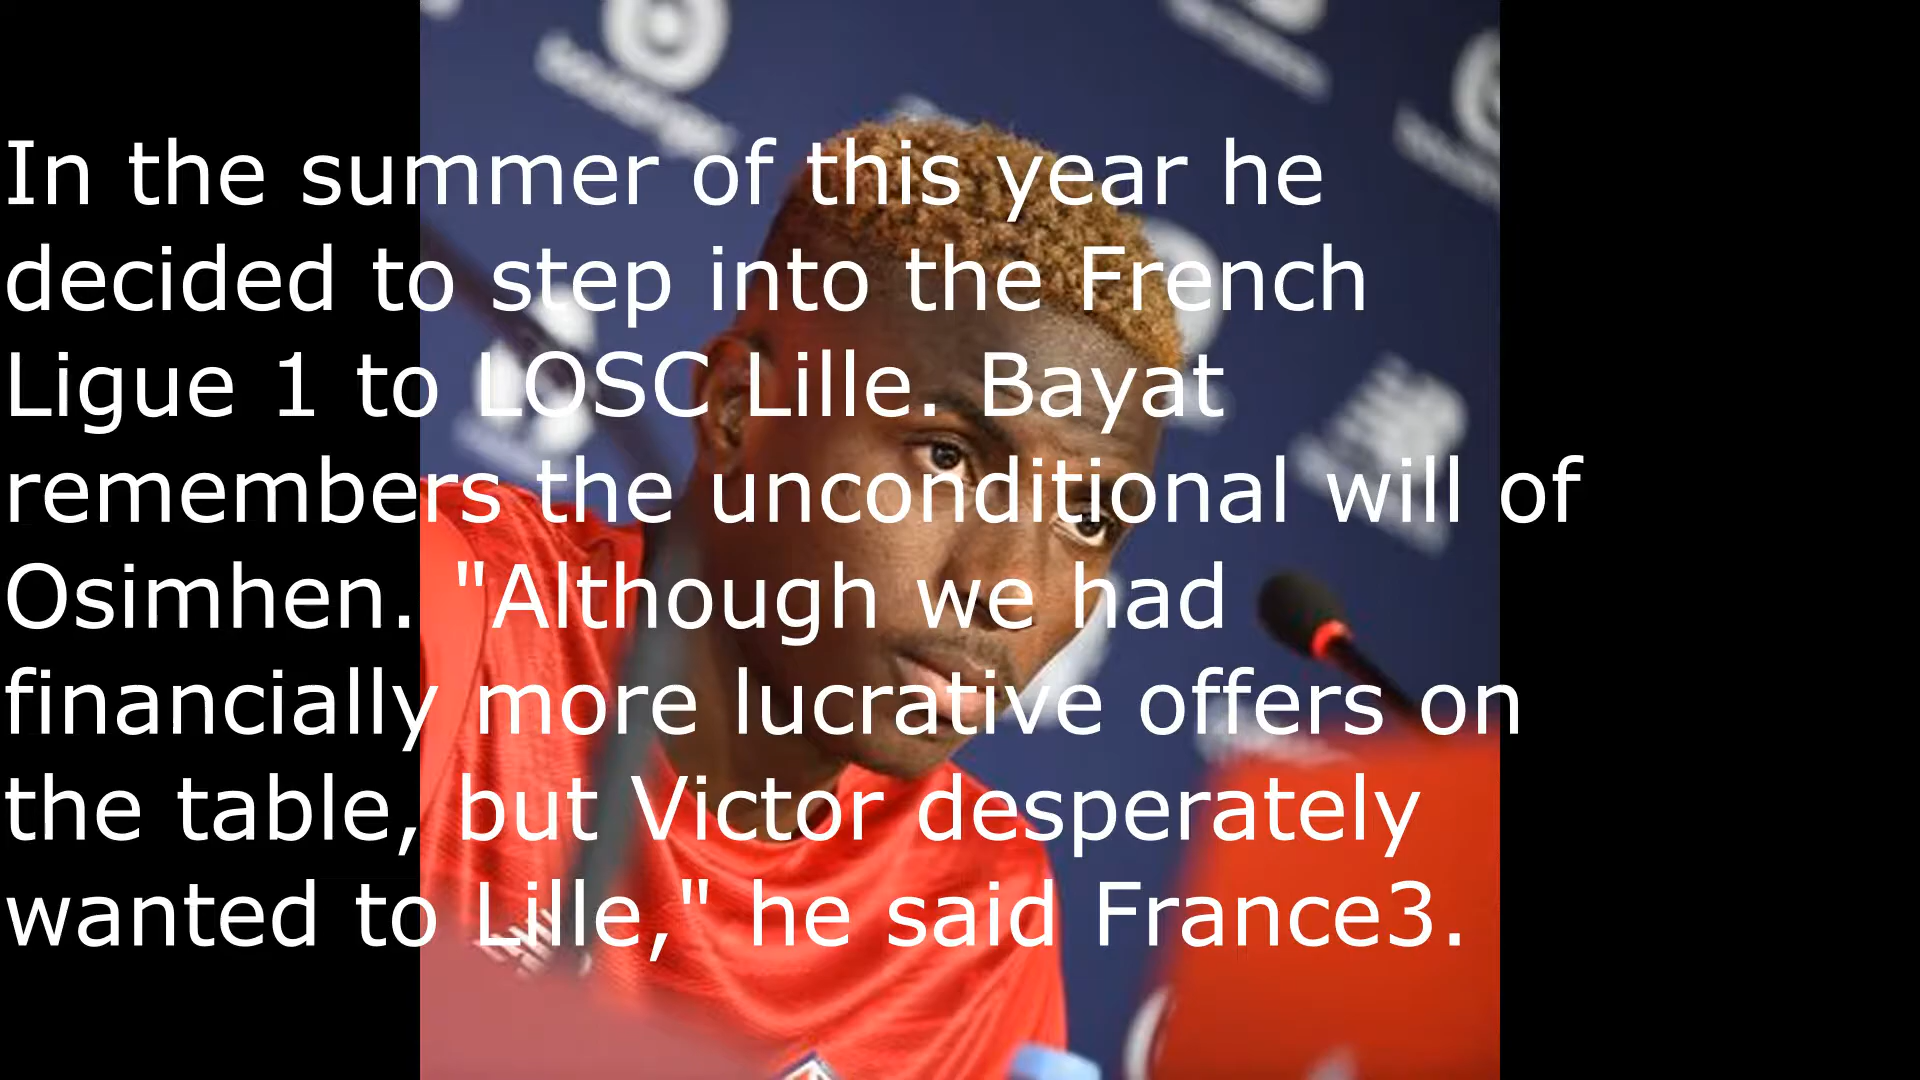 In the summer of this year he
decided to step into the French
Ligue 1 to LOSC Lille. Bayat
remembers the unconditional will of
Osimhen. "Although we had
financially more lucrative offers on
the table, but Victor desperately
wanted to Lille," he said France3.